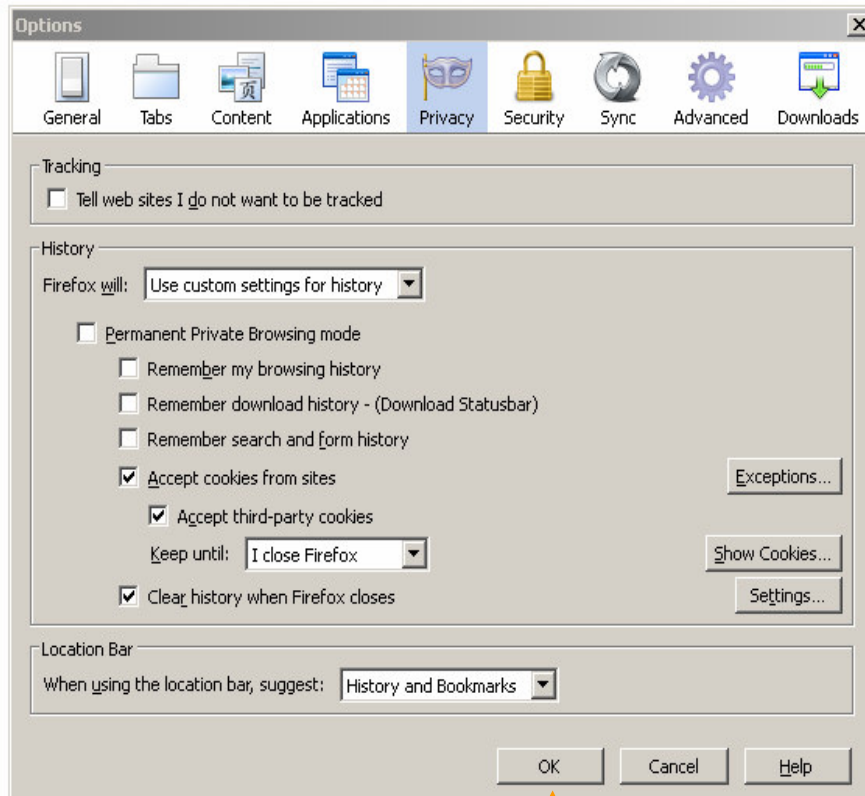 Options
General Tabs Content Applications Privacy Security Sync Advanced Downloads
Tracking
Tell web sites I do not want to be tracked
History
Firefox will: Use custom settings for history
Permanent Private Browsing mode
Remember my browsing history
Remember download history - (Download Statusbar)
Remember search and form history
Accept cookies from sites Exceptions...
Accept third-party cookies
Keep until: I close Firefox Show Cookies...
Clear history when Firefox closes Settings...
Location Bar
When using the location bar, suggest: History and Bookmarks
OK Cancel Help